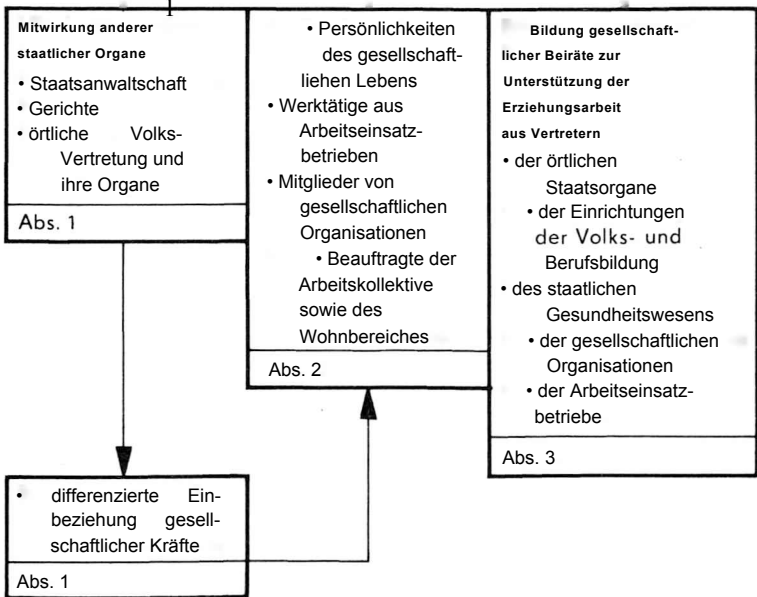 Mitwirkung anderer
staatlicher Organe
• Staatsanwaltschaft
• Gerichte
• örtliche Volks-
Vertretung und
ihre Organe
Abs. 1
• Persönlichkeiten
des gesellschaft-
liehen Lebens
• Werktätige aus
Arbeitseinsatz-
betrieben
• Mitglieder von
gesellschaftlichen
Organisationen
• Beauftragte der
Arbeitskollektive
sowie des
Wohnbereiches
Abs. 2
Bildung gesellschaft-
licher Beiräte zur
Unterstützung der
Erziehungsarbeit
aus Vertretern
• der örtlichen
Staatsorgane
• der Einrichtungen
der Volks- und
Berufsbildung
• des staatlichen
Gesundheitswesens
• der gesellschaftlichen
Organisationen
• der Arbeitseinsatz-
betriebe
Abs. 3
• differenzierte Ein-
beziehung gesell-
schaftlicher Kräfte
Abs. 1